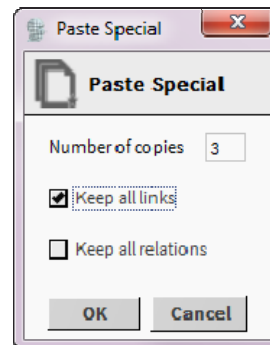 Paste Special
Paste Special
Number of copies 3
Keep all links
Keep all relations
OK Cancel